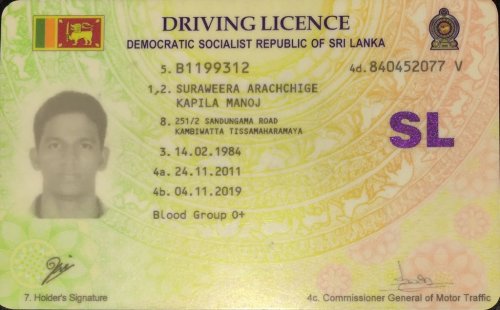 DRIVING LICENCE
DEMOCRATIC SOCIALIST REPUBLIC OF SRI LANKA
5. B1199312
4d. 840452077 V
1,2. SURAWEERA ARACHCHIGE
KAPILA MANOJ
8. 251/2 SANDUNGAMA ROAD
KAMBIWATTA TISSAMAHARAMAYA
SL
3. 14.02.1984
4a. 24.11.2011
4b. 04.11.2019
Blood Group O+
7. Holder's Signature
4c. Commissioner General of Motor Traffic